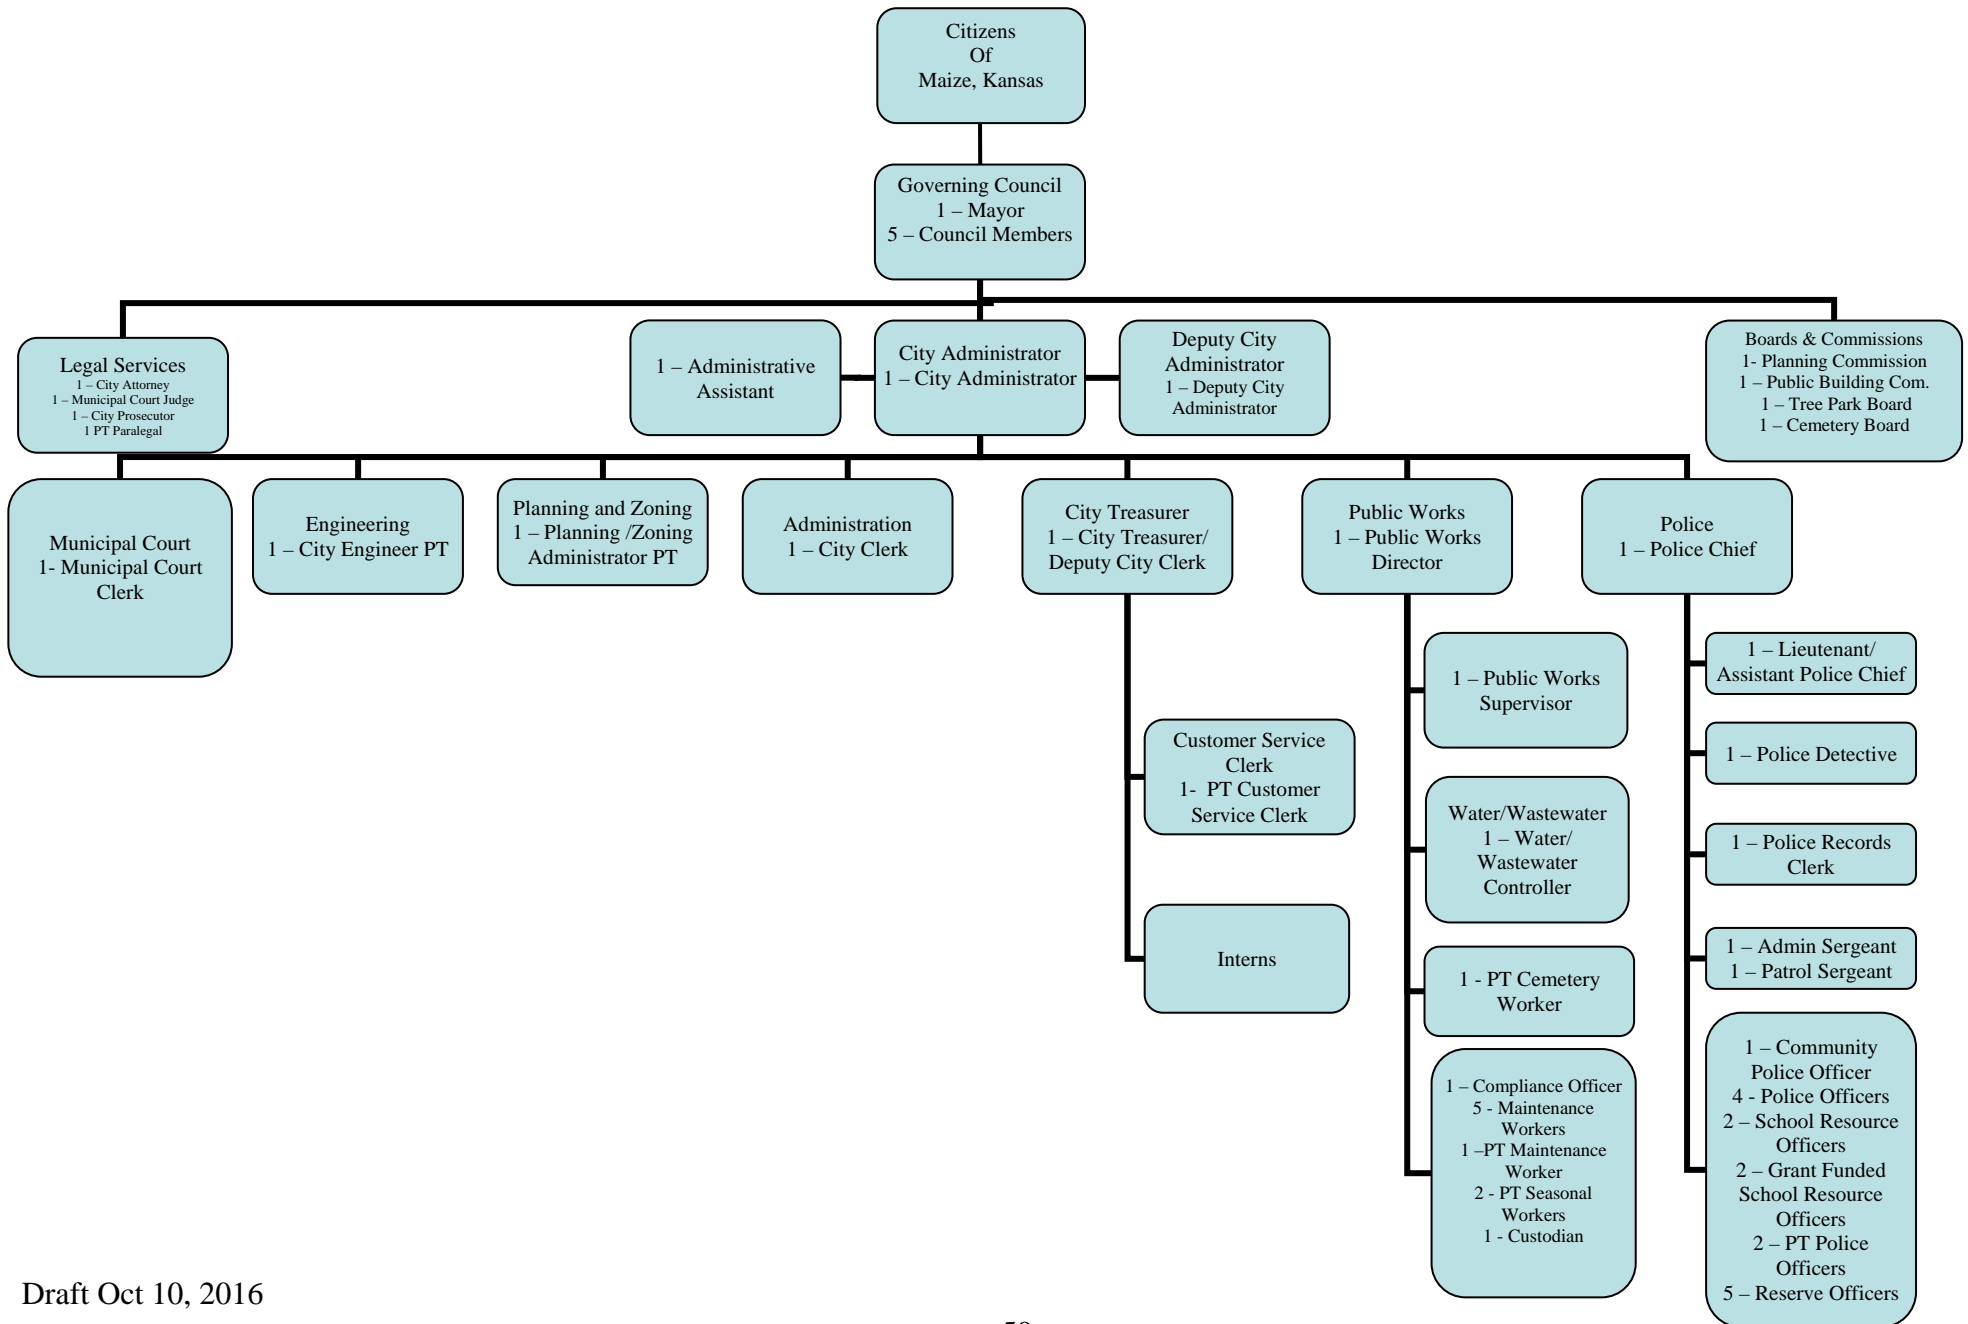 Citizens
Of
Maize, Kansas
Governing Council
1 – Mayor
5 – Council Members
Legal Services
1 – City Attorney
1 – Municipal Court Judge
1 – City Prosecutor
1 PT Paralegal
1 – Administrative
Assistant
City Administrator
1 – City Administrator
Deputy City
Administrator
1 – Deputy City
Administrator
Boards & Commissions
1- Planning Commission
1 – Public Building Com.
1 – Tree Park Board
1 – Cemetery Board
Municipal Court
1- Municipal Court
Clerk
Engineering
1 – City Engineer PT
Planning and Zoning
1 – Planning /Zoning
Administrator PT
Administration
1 – City Clerk
City Treasurer
1 – City Treasurer/
Deputy City Clerk
Public Works
1 – Public Works
Director
Police
1 – Police Chief
Customer Service
Clerk
1- PT Customer
Service Clerk
Interns
1 – Public Works
Supervisor
Water/Wastewater
1 – Water/
Wastewater
Controller
1 - PT Cemetery
Worker
1 – Compliance Officer
5 - Maintenance
Workers
1 –PT Maintenance
Worker
2 - PT Seasonal
Workers
1 - Custodian
1 – Lieutenant/
Assistant Police Chief
1 – Police Detective
1 – Police Records
Clerk
1 – Admin Sergeant
1 – Patrol Sergeant
1 – Community
Police Officer
4 - Police Officers
2 – School Resource
Officers
2 – Grant Funded
School Resource
Officers
2 – PT Police
Officers
5 – Reserve Officers
Draft Oct 10, 2016